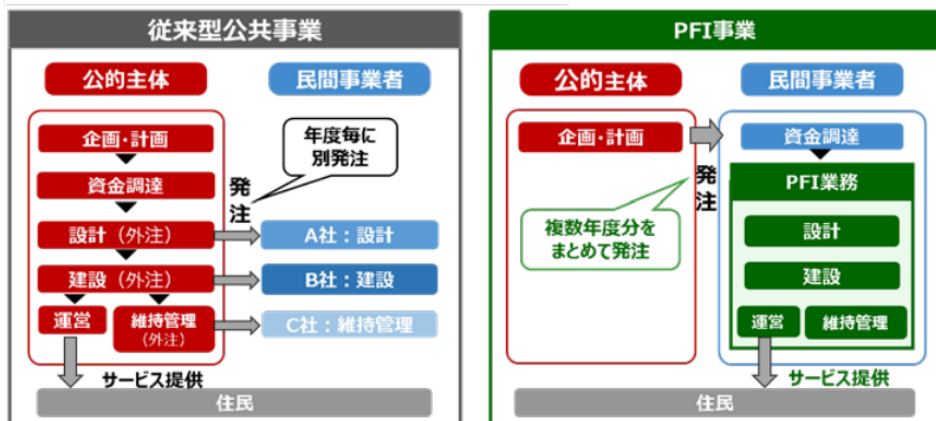 従来型公共事業
公的主体
民間事業者
企画・計画
年度毎に
別発注
資金調達
発
注
設計（外注）
A社：設計
建設（外注）
B社：建設
運営
維持管理
（外注）
C社：維持管理
サービス提供
住民
PFI事業
公的主体
民間事業者
企画・計画
資金調達
発
注
PFI業務
複数年度分を
まとめて発注
設計
建設
運営
維持管理
サービス提供
住民